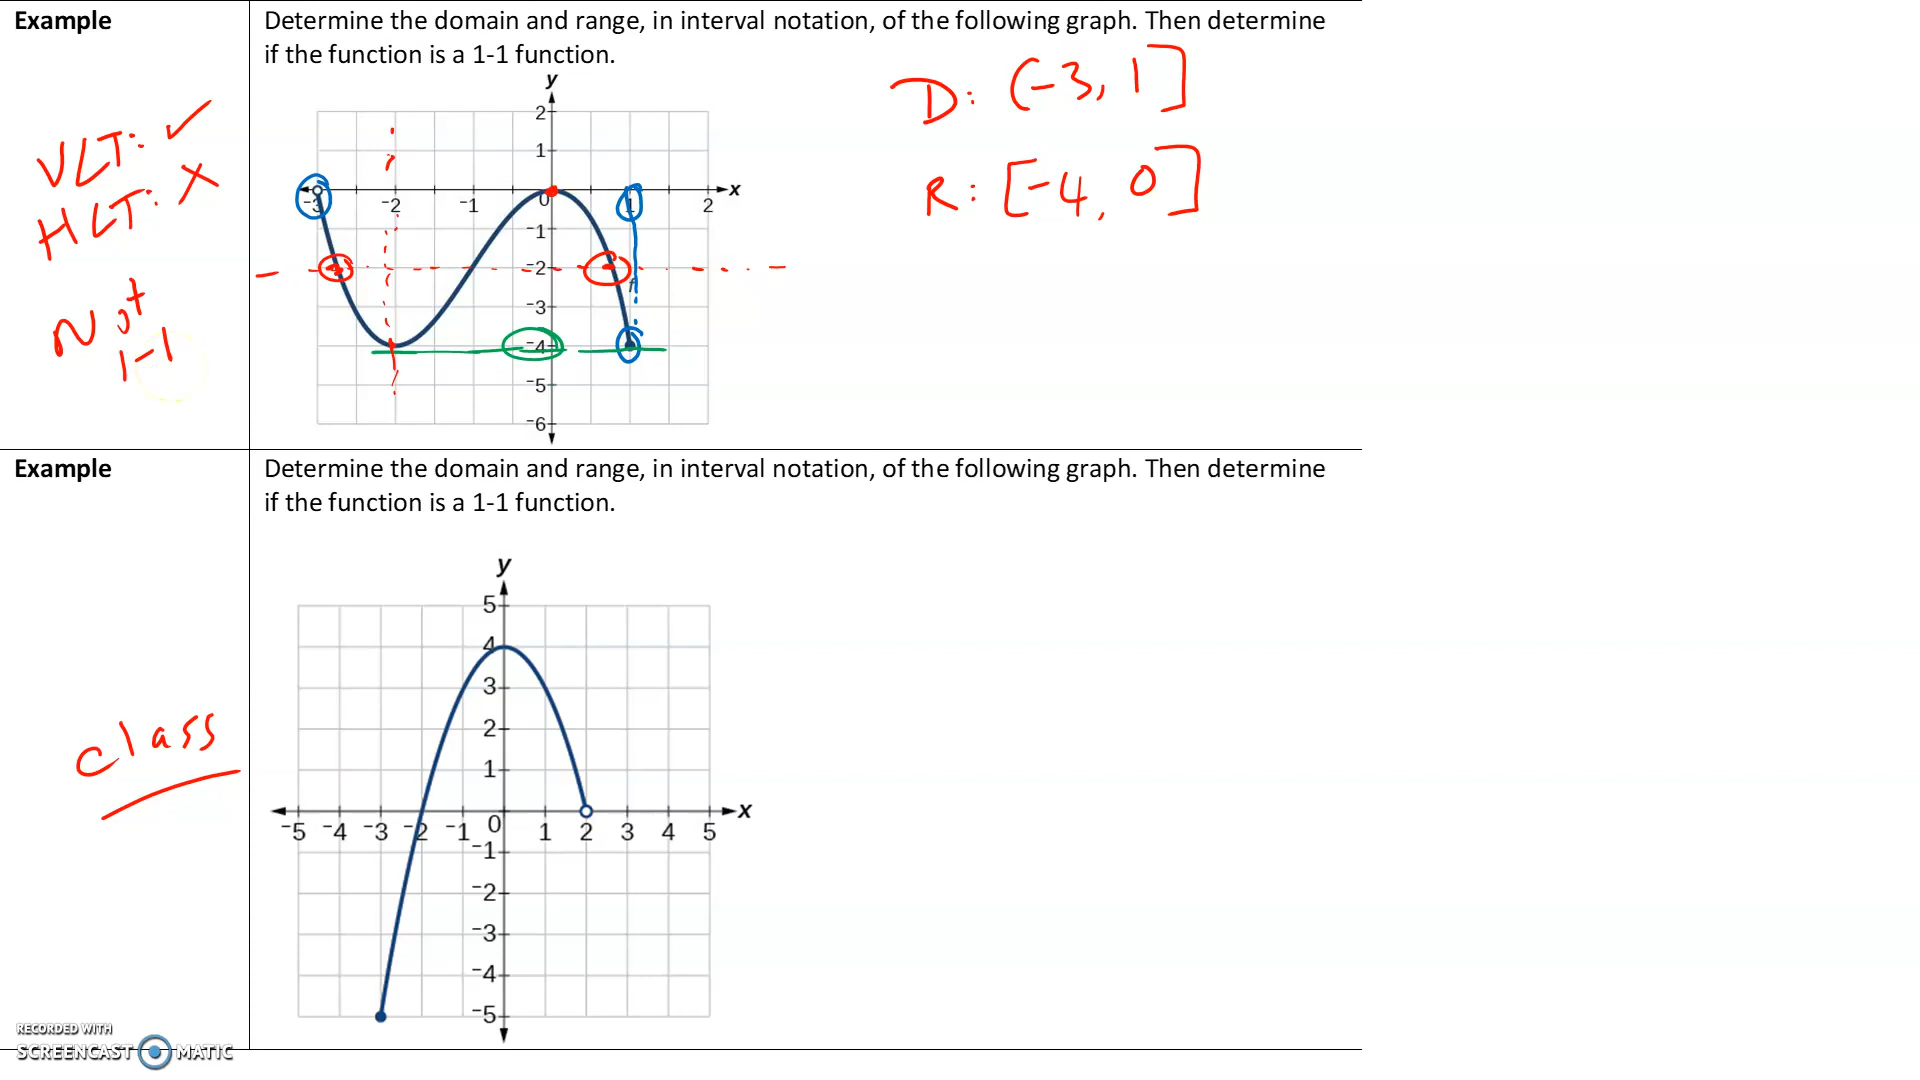 Example
Determine the domain and range, in interval notation, of the following graph. Then determine
if the function is a 1-1 function.
D: (-3, 1]
R: [-4, 0]
VLT: ✓
HLT: X
Not
1-1
y
2
1
-3 -2 -1 0 1 2 x
-1
-2
f
-3
-4
-5
-6
Example
Determine the domain and range, in interval notation, of the following graph. Then determine
if the function is a 1-1 function.
class
y
5
4
3
2
1
x
-5 -4 -3 -2 -1 0 1 2 3 4 5
-1
-2
-3
-4
-5
RECORDED WITH
SCREENCAST MATIC